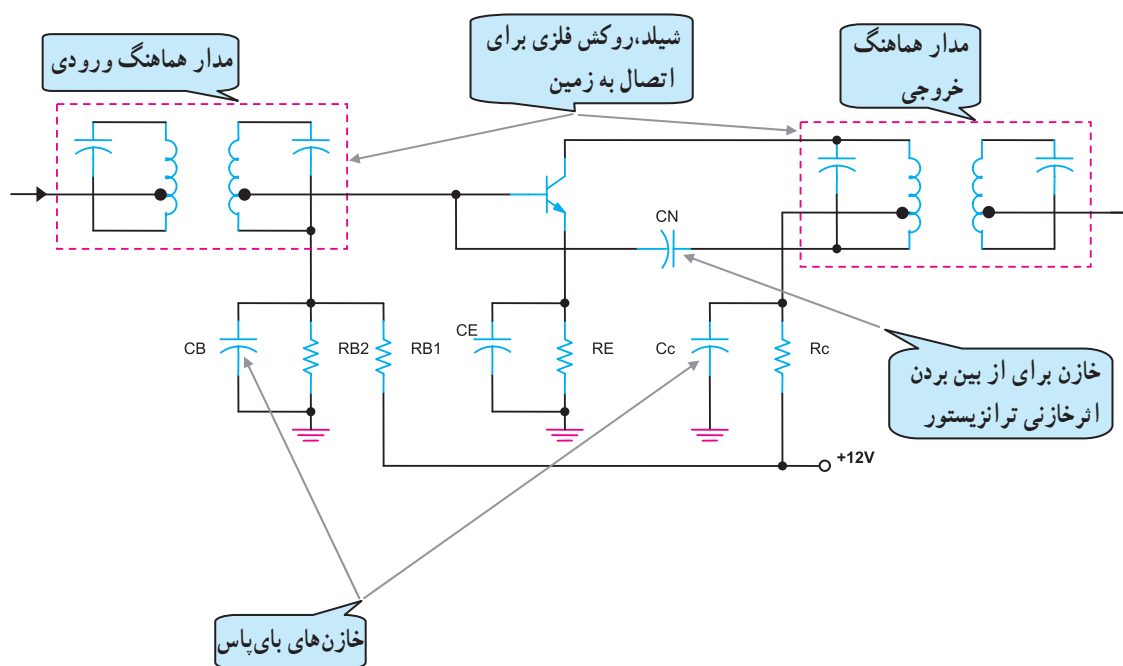 مدار هماهنگ ورودی
شیلد،روکش فلزی برای
اتصال به زمین
مدار هماهنگ
خروجی
CN
CB
RB2
RB1
CE
RE
Cc
Rc
خازن برای از بین بردن
اثرخازنی ترانزیستور
+12V
خازن‌های بای‌پاس